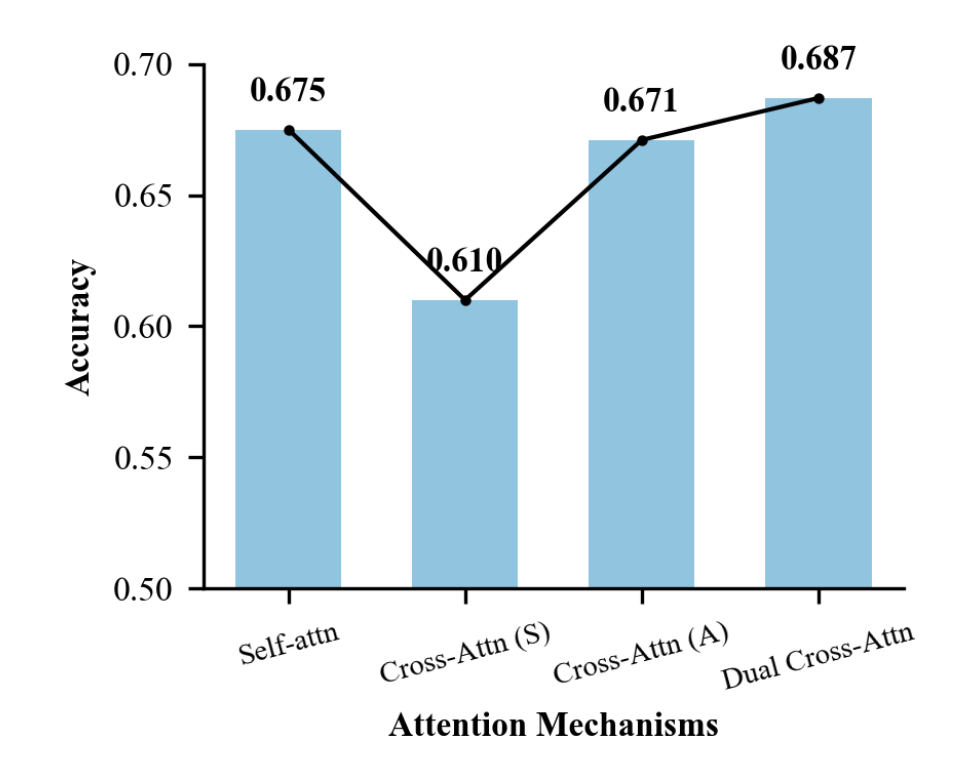 0.70
0.65
0.60
0.55
0.50
Accuracy
0.675
0.610
0.671
0.687
Self-attn
Cross-Attn (S)
Cross-Attn (A)
Dual Cross-Attn
Attention Mechanisms